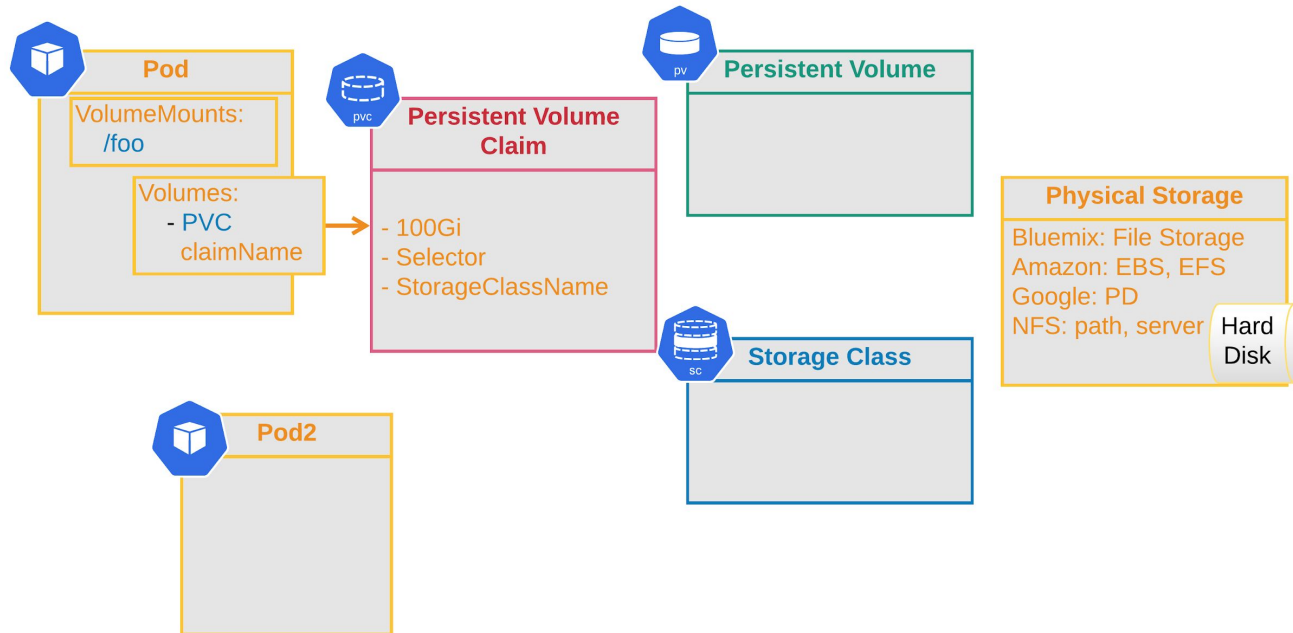 Pod
VolumeMounts:
/foo
Volumes:
- PVC
claimName
pvc
Persistent Volume
Claim
- 100Gi
- Selector
- StorageClassName
pv
Persistent Volume
sc
Storage Class
Physical Storage
Bluemix: File Storage
Amazon: EBS, EFS
Google: PD
NFS: path, server
Hard
Disk
Pod2